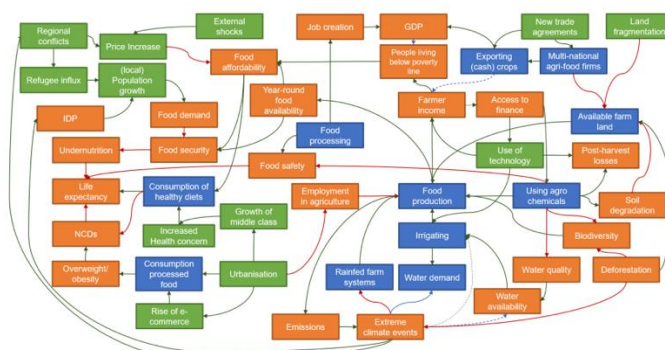 Regional
conflicts
External
shocks
Price Increase
Refugee influx
(local)
Population
growth
IDP
Food demand
Undernutrition
Food security
Life
expectancy
NCDs
Overweight/
obesity
Consumption of
healthy diets
Increased
Health concern
Growth of
middle class
Consumption
processed
food
Urbanisation
Rise of e-
commerce
Food
affordability
Year-round
food
availability
Food
processing
Food safety
Employment
in agriculture
Job creation
GDP
People living
below poverty
line
Farmer
income
Access to
finance
Exporting
(cash) crops
New trade
agreements
Multi-national
agri-food firms
Land
fragmentation
Available farm
land
Use of
technology
Post-harvest
losses
Food
production
Using agro
chemicals
Soil
degradation
Irrigating
Biodiversity
Rainfed farm
systems
Water demand
Water quality
Deforestation
Water
availability
Emissions
Extreme
climate events